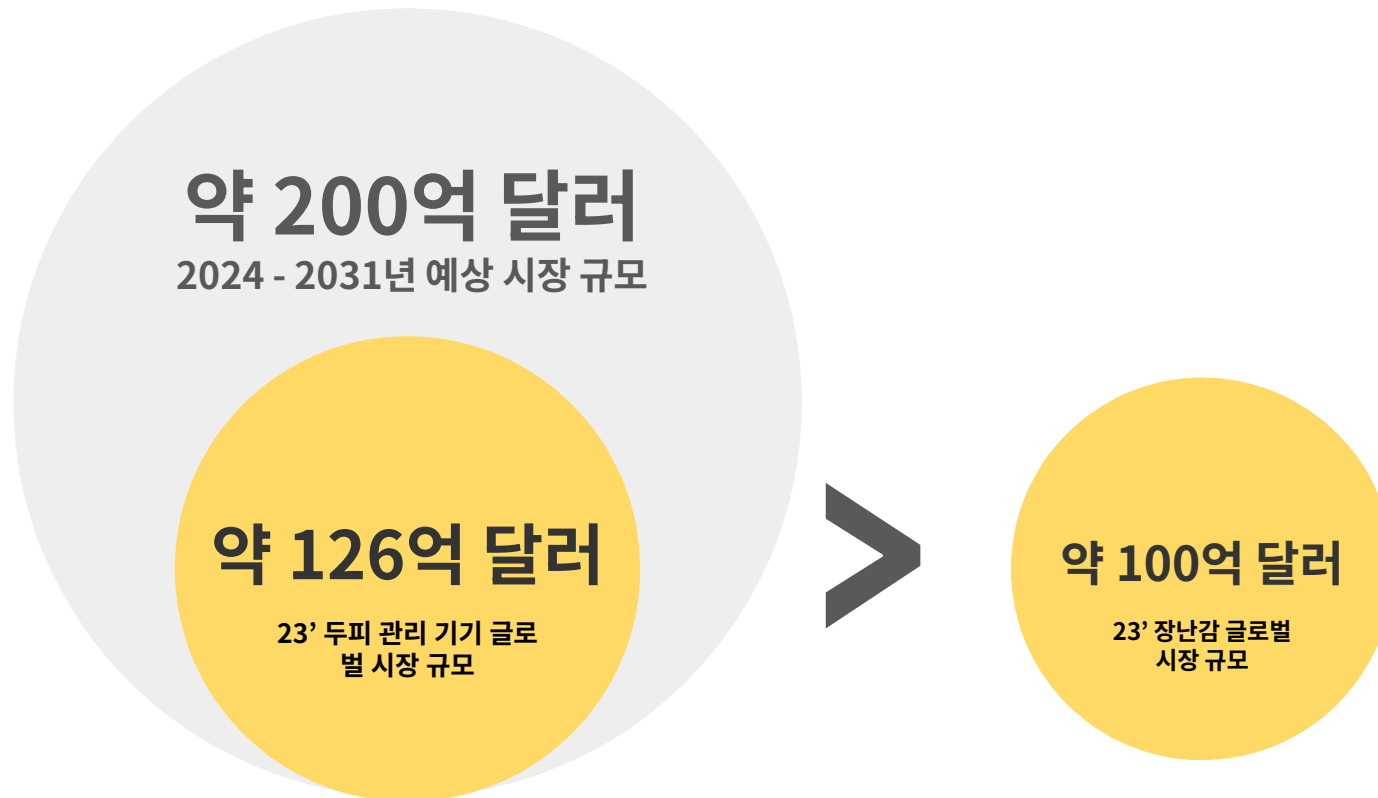 약 200억 달러
2024 - 2031년 예상 시장 규모
약 126억 달러
23’ 두피 관리 기기 글로
벌 시장 규모
>
약 100억 달러
23’ 장난감 글로벌
시장 규모